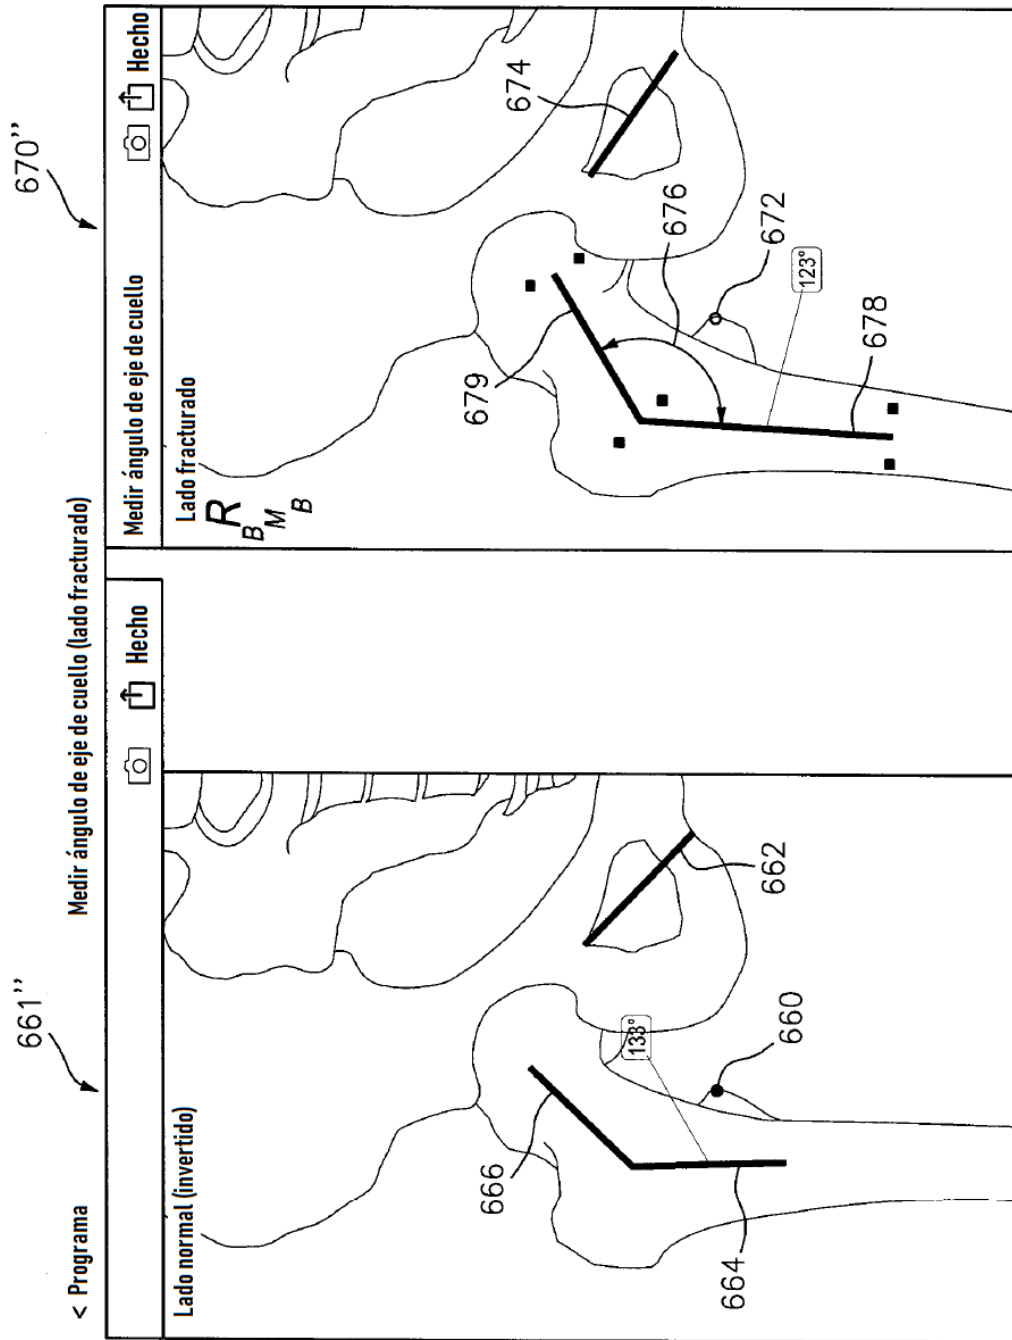 661''
670''
< Programa
Medir ángulo de eje de cuello (lado fracturado)
Hecho
Lado normal (invertido)
666
133°
664
662
660
Medir ángulo de eje de cuello
Hecho
Lado fracturado
R
B
M
B
679
674
676
672
123°
678